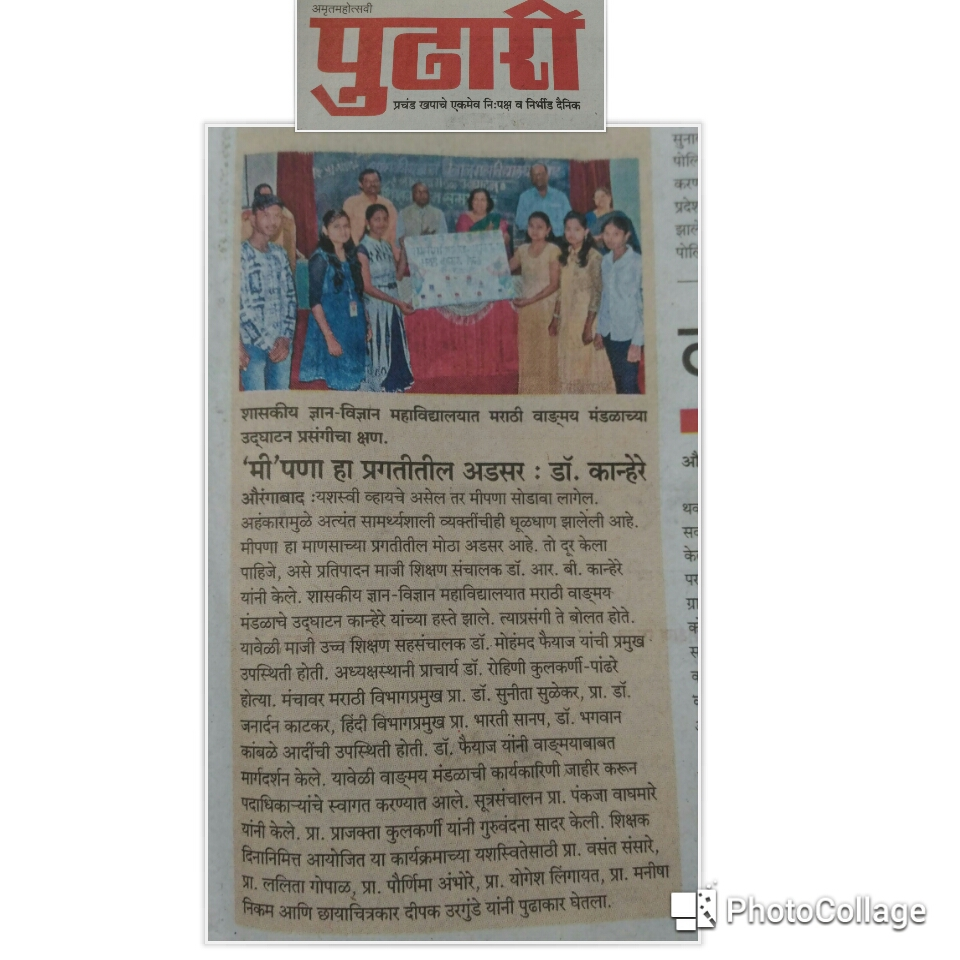 अमृतमहोत्सवी
पुढारी
प्रचंड खपाचे एकमेव नि:पक्ष व निर्भीड दैनिक
शासकीय ज्ञान-विज्ञान महाविद्यालयात मराठी वाङ्मय मंडळाच्या
उद्घाटन प्रसंगीचा क्षण.
'मी'पणा हा प्रगतीतील अडसर : डॉ. कान्हेरे
औरंगाबाद :यशस्वी व्हायचे असेल तर मीपणा सोडावा लागेल.
अहंकारामुळे अत्यंत सामर्थ्यशाली व्यक्तींचीही धूळधाण झालेली आहे.
मीपणा हा माणसाच्या प्रगतीतील मोठा अडसर आहे. तो दूर केला
पाहिजे, असे प्रतिपादन माजी शिक्षण संचालक डॉ. आर. बी. कान्हेरे
यांनी केले. शासकीय ज्ञान-विज्ञान महाविद्यालयात मराठी वाङ्मय
मंडळाचे उद्घाटन कान्हेरे यांच्या हस्ते झाले. त्याप्रसंगी ते बोलत होते.
यावेळी माजी उच्च शिक्षण सहसंचालक डॉ. मोहंमद फैयाज यांची प्रमुख
उपस्थिती होती. अध्यक्षस्थानी प्राचार्य डॉ. रोहिणी कुलकर्णी-पांढरे
होत्या. मंचावर मराठी विभागप्रमुख प्रा. डॉ. सुनीता सुळेकर, प्रा. डॉ.
जनार्दन काटकर, हिंदी विभागप्रमुख प्रा. भारती सानप, डॉ. भगवान
कांबळे आदींची उपस्थिती होती. डॉ. फैयाज यांनी वाङ्मयाबाबत
मार्गदर्शन केले. यावेळी वाङ्मय मंडळाची कार्यकारिणी जाहीर करून
पदाधिकाऱ्यांचे स्वागत करण्यात आले. सूत्रसंचालन प्रा. पंकजा वाघमारे
यांनी केले. प्रा. प्राजक्ता कुलकर्णी यांनी गुरुवंदना सादर केली. शिक्षक
दिनानिमित्त आयोजित या कार्यक्रमाच्या यशस्वितेसाठी प्रा. वसंत संसारे,
प्रा. ललिता गोपाळ, प्रा. पौर्णिमा अंभोरे, प्रा. योगेश लिंगायत, प्रा. मनीषा
निकम आणि छायाचित्रकार दीपक उरगुंडे यांनी पुढाकार घेतला.
PhotoCollage